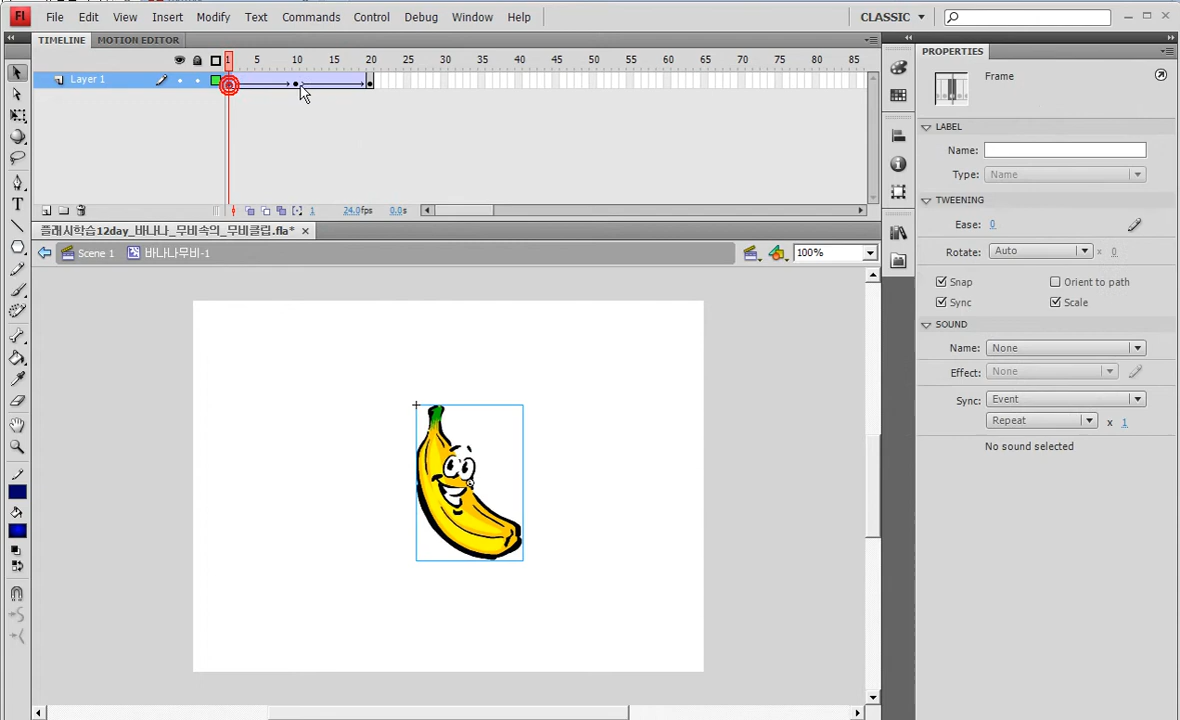 Fl File Edit View Insert Modify Text Commands Control Debug Window Help CLASSIC
TIMELINE MOTION EDITOR
1 5 10 15 20 25 30 35 40 45 50 55 60 65 70 75 80 85
Layer 1
1 24.0fps 0.0s
플래시학습12day_바나나_무비속의_무비클립.fla*
Scene 1 바나나무비-1 100%
PROPERTIES
Frame
LABEL
Name:
Type: Name
TWEENING
Ease: 0
Rotate: Auto x 0
Snap Orient to path
Sync Scale
SOUND
Name: None
Effect: None
Sync: Event
Repeat x 1
No sound selected